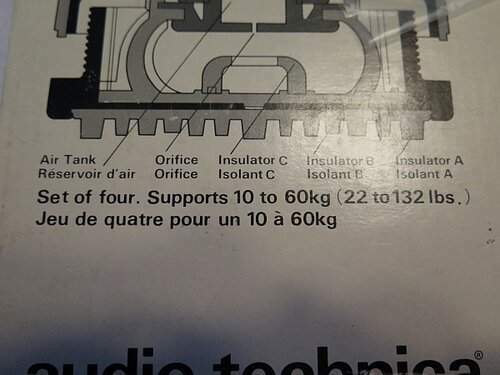 Air Tank Orifice Insulator C Insulator B Insulator A
Réservoir d'air Orifice Isolant C Isolant B Isolant A
Set of four. Supports 10 to 60kg (22 to 132 lbs.)
Jeu de quatre pour un 10 à 60kg
audio-technica®